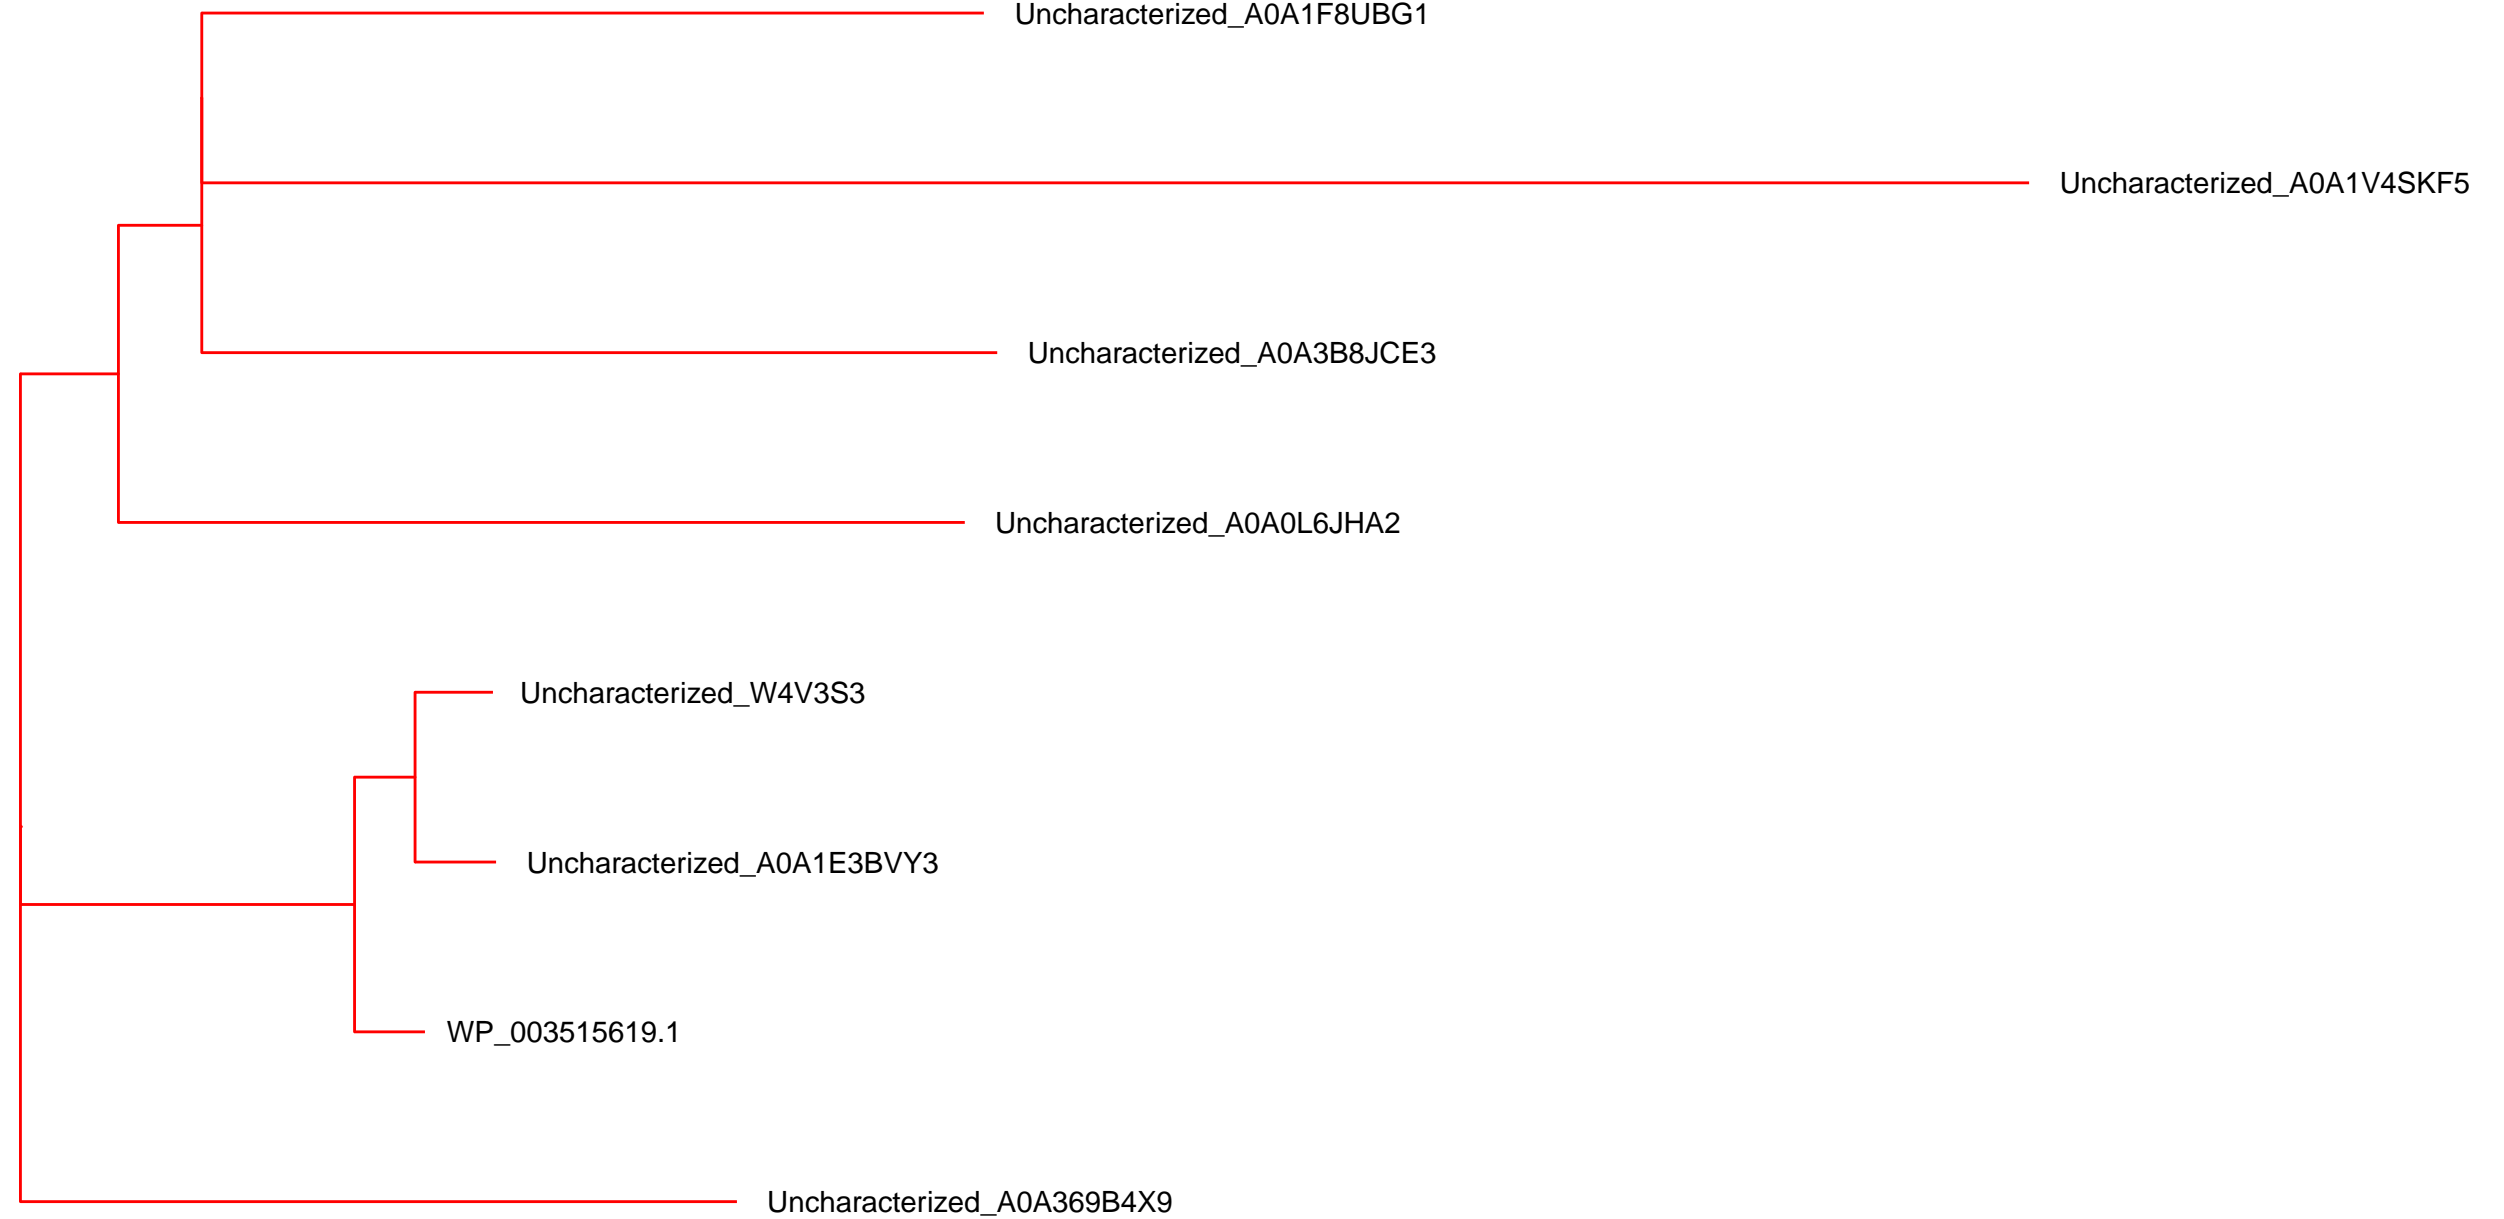 Uncharacterized_A0A1F8UBG1
Uncharacterized_A0A1V4SKF5
Uncharacterized_A0A3B8JCE3
Uncharacterized_A0A0L6JHA2
Uncharacterized_W4V3S3
Uncharacterized_A0A1E3BVY3
WP_003515619.1
Uncharacterized_A0A369B4X9